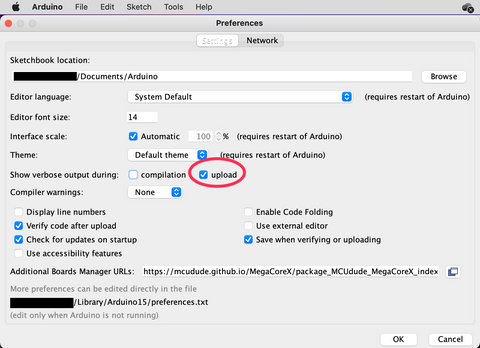 Arduino File Edit Sketch Tools Help
Preferences
Settings Network
Sketchbook location:
/Documents/Arduino Browse
Editor language: System Default (requires restart of Arduino)
Editor font size: 14
Interface scale: Automatic 100 % (requires restart of Arduino)
Theme: Default theme (requires restart of Arduino)
Show verbose output during: compilation upload
Compiler warnings: None
Display line numbers Enable Code Folding
Verify code after upload Use external editor
Check for updates on startup Save when verifying or uploading
Use accessibility features
Additional Boards Manager URLs: https://mcudude.github.io/MegaCoreX/package_MCUdude_MegaCoreX_index
More preferences can be edited directly in the file
/Library/Arduino15/preferences.txt
(edit only when Arduino is not running)
OK Cancel